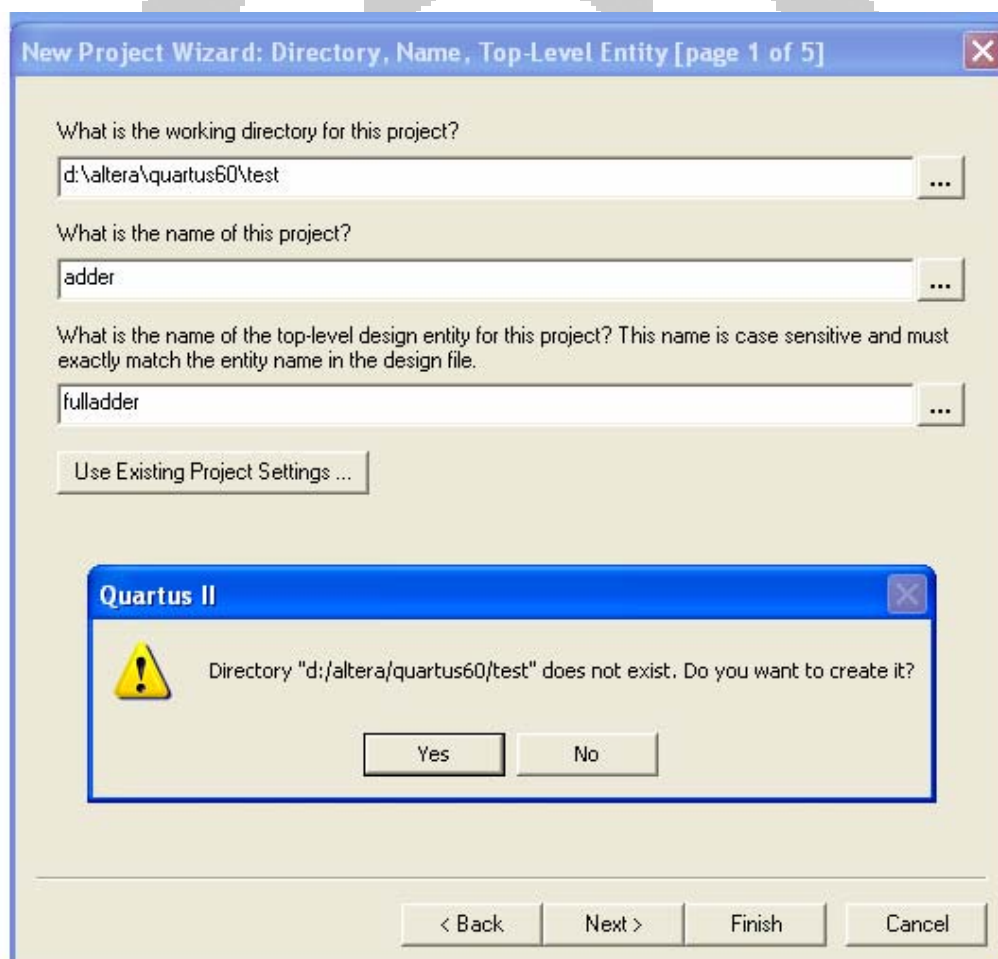 New Project Wizard: Directory, Name, Top-Level Entity [page 1 of 5]
What is the working directory for this project?
d:\altera\quartus60\test
...
What is the name of this project?
adder
...
What is the name of the top-level design entity for this project? This name is case sensitive and must
exactly match the entity name in the design file.
fulladder
...
Use Existing Project Settings ...
Quartus II
Directory "d:/altera/quartus60/test" does not exist. Do you want to create it?
Yes
No
< Back
Next >
Finish
Cancel